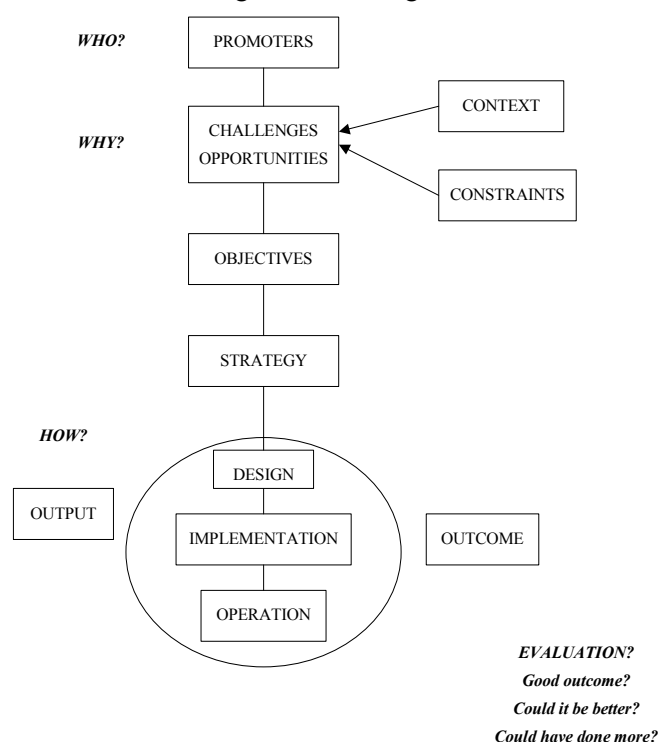 WHO?
PROMOTERS
CONTEXT
WHY?
CHALLENGES
OPPORTUNITIES
CONSTRAINTS
OBJECTIVES
STRATEGY
HOW?
DESIGN
OUTPUT
IMPLEMENTATION
OUTCOME
OPERATION
EVALUATION?
Good outcome?
Could it be better?
Could have done more?